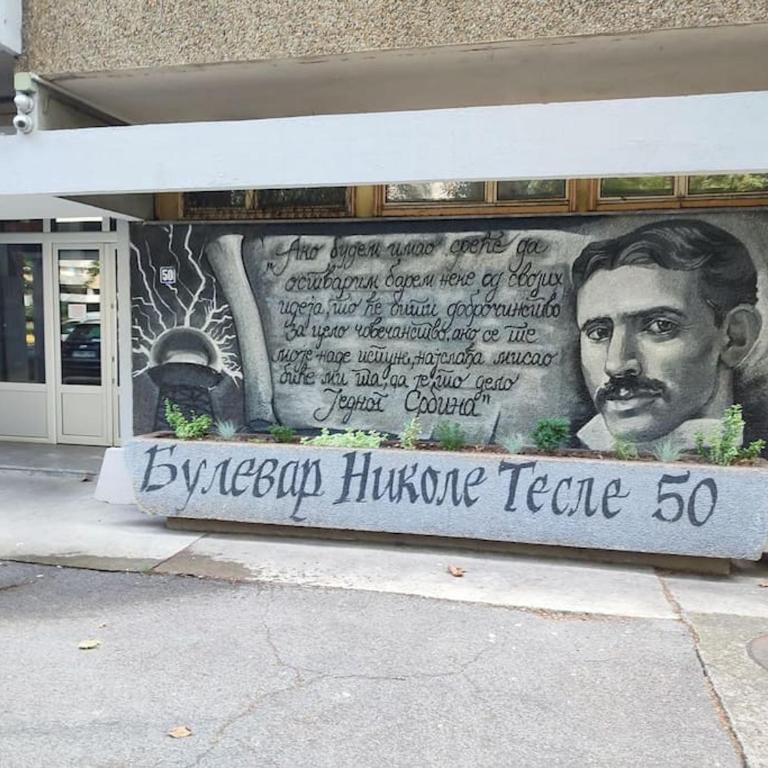 50
"Ако будем имао среће да
остварим барем неке од својих
идеја, то ће бити доброчинство
за цело човечанство, ако се те
моје наде испуне, најслађа мисао
биће ми та, да је то дело
Једног Србина"
Булевар Николе Тесле 50